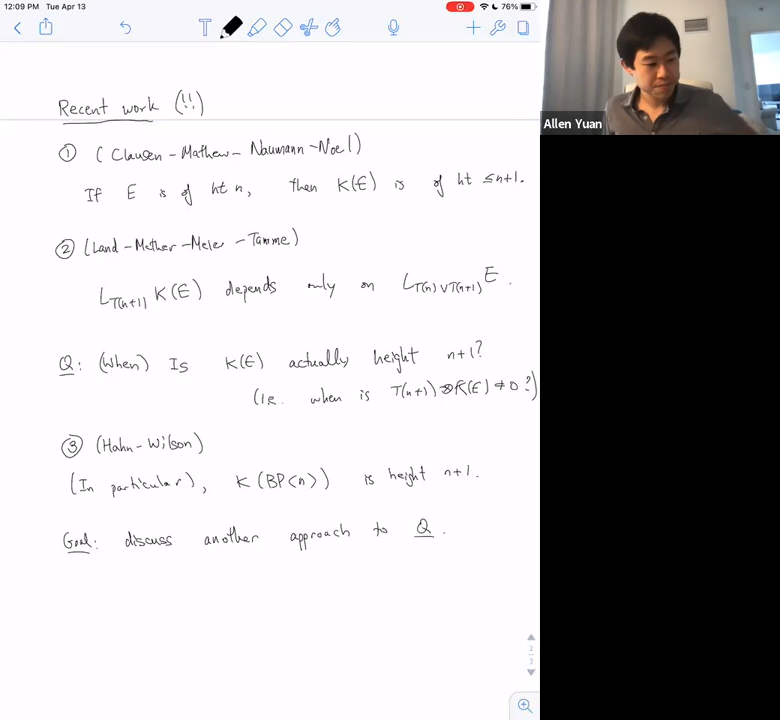 12:09 PM Tue Apr 13
76%
Recent work (!!)
① (Clausen-Mathew-Naumann-Noel)
If E is of ht n, then K(E) is of ht ≤n+1.
② (Land-Mathew-Meier-Tamme)
L_{T(n+1)} K(E) depends only on L_{T(n)∨T(n+1)} E.
Q: (When) Is K(E) actually height n+1?
(i.e. when is T(n+1)⊗K(E) ≠0?)
③ (Hahn-Wilson)
(In particular), K(BP<n>) is height n+1.
Goal: discuss another approach to Q.
Allen Yuan
2
3